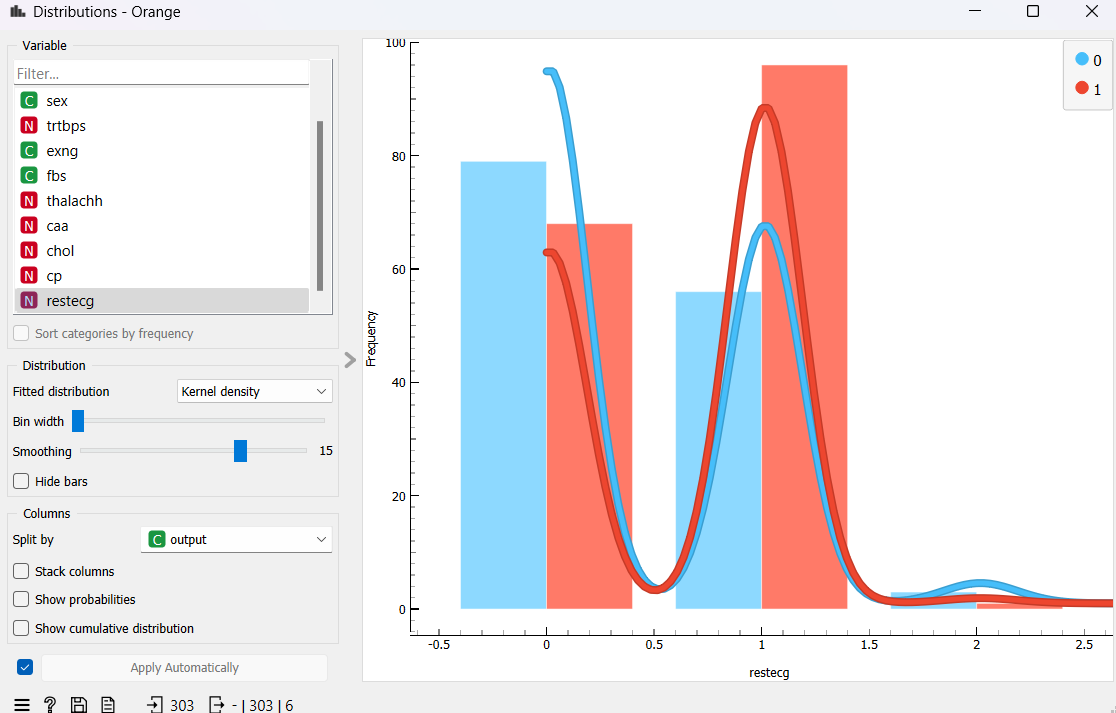 Distributions - Orange
Variable
Filter...
C sex
N trtbps
C exng
C fbs
N thalachh
N caa
N chol
N cp
N restecg
Sort categories by frequency
Distribution
Fitted distribution Kernel density
Bin width
Smoothing 15
Hide bars
Columns
Split by C output
Stack columns
Show probabilities
Show cumulative distribution
Apply Automatically
? 303 - | 303 | 6
100
80
60
40
20
0
Frequency
-0.5 0 0.5 1 1.5 2 2.5
restecg
0
1